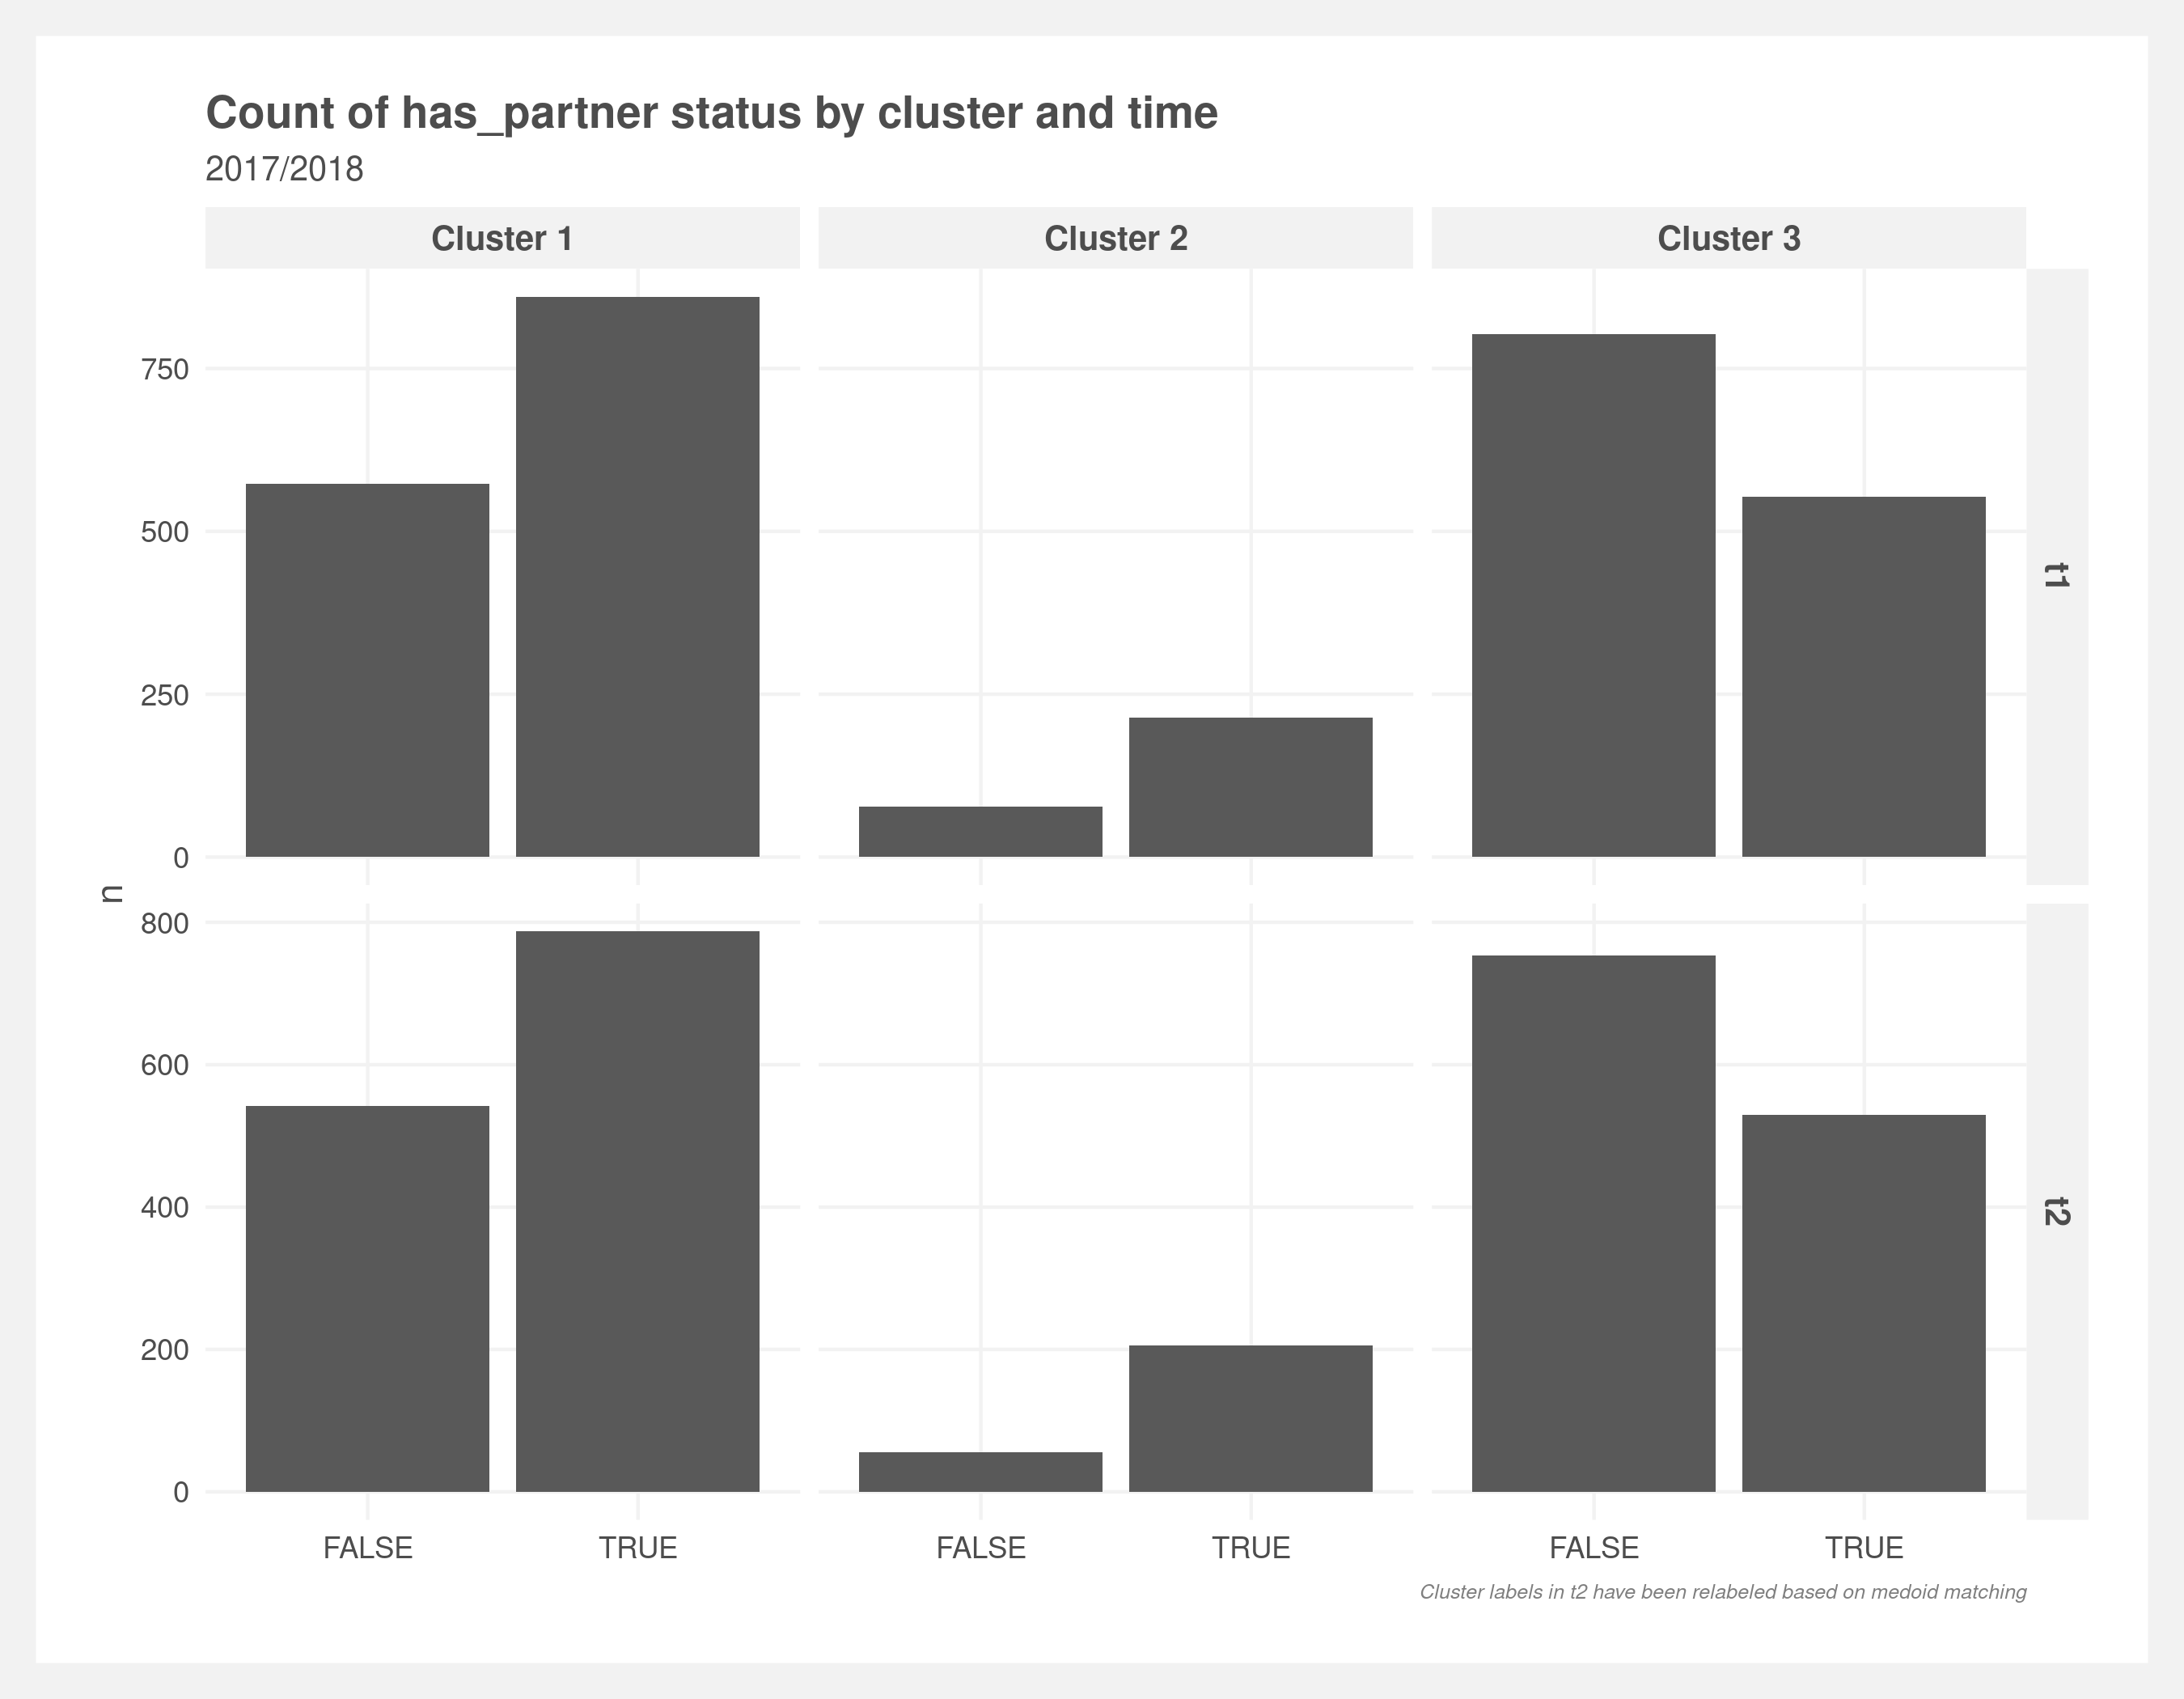 Count of has_partner status by cluster and time
2017/2018
Cluster 1
Cluster 2
Cluster 3
750
500
250
0
t1
n
800
600
400
200
0
t2
FALSE
TRUE
FALSE
TRUE
FALSE
TRUE
Cluster labels in t2 have been relabeled based on medoid matching